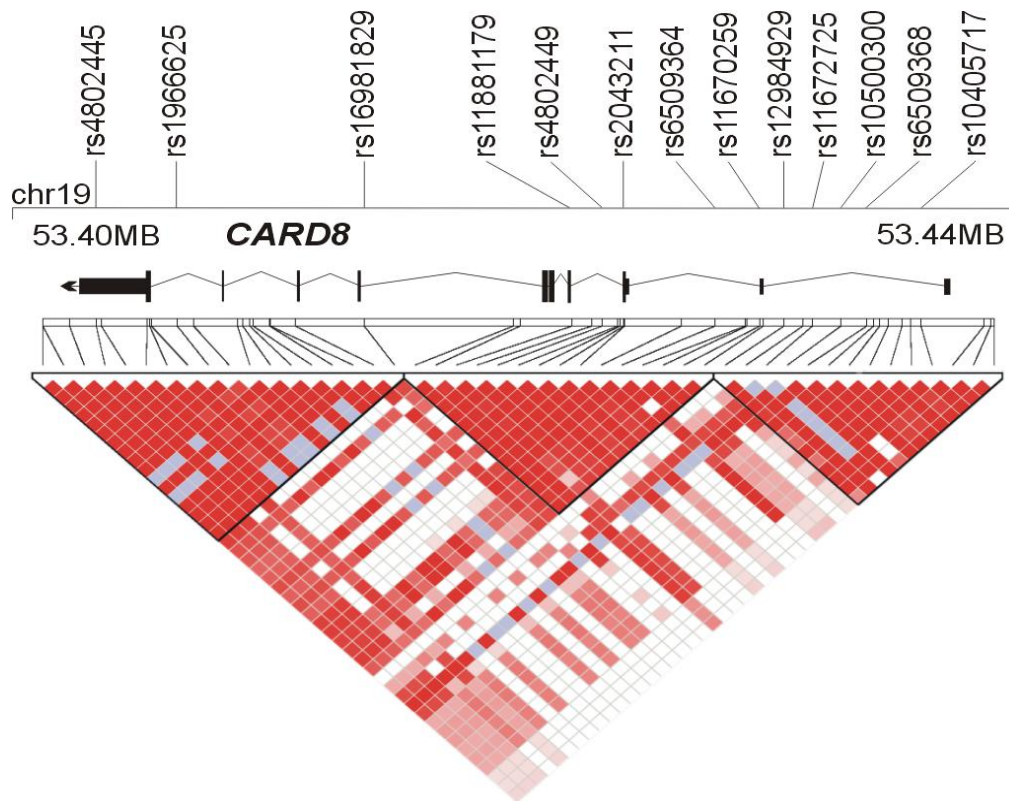 rs4802445
rs1966625
rs16981829
rs11881179
rs4802449
rs2043211
rs6509364
rs11670259
rs12984929
rs11672725
rs10500300
rs6509368
rs10405717
chr19
53.40MB
CARD8
53.44MB